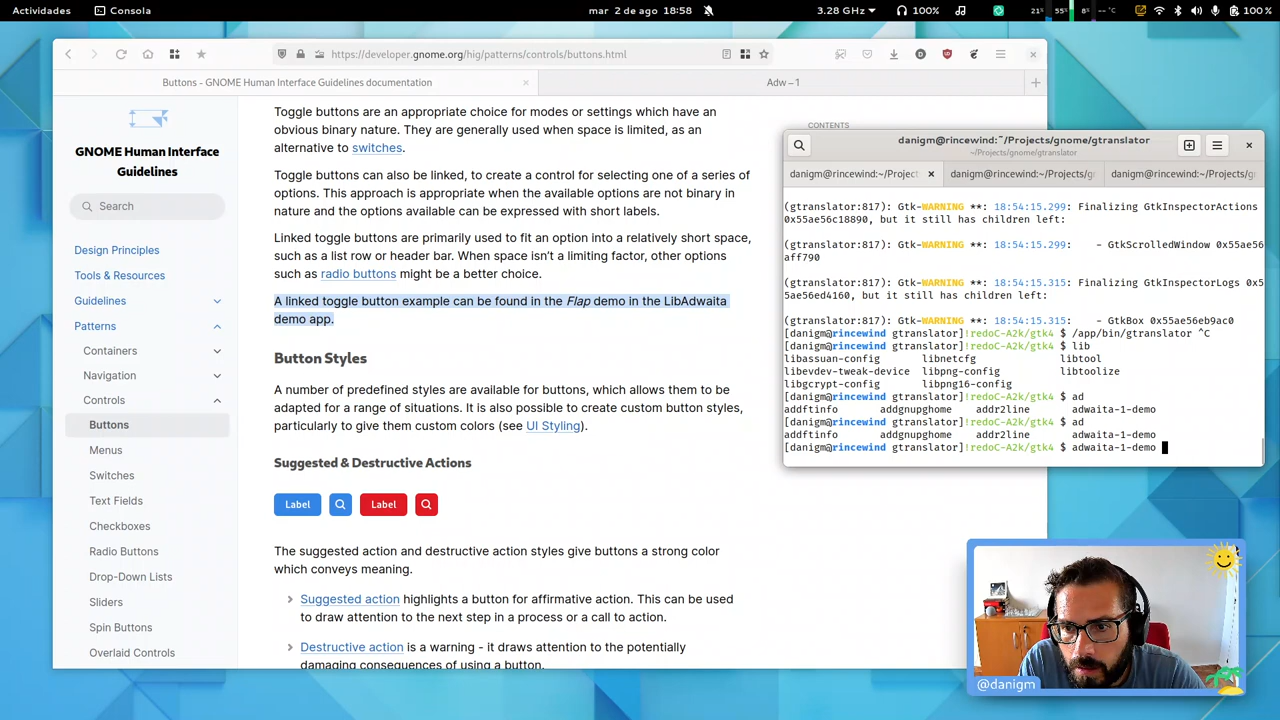 Actividades
Consola
mar 2 de ago 18:58
3.28 GHz
100%
21%
55%
8%
-- °C
100 %
https://developer.gnome.org/hig/patterns/controls/buttons.html
Buttons - GNOME Human Interface Guidelines documentation
Adw – 1
GNOME Human Interface
Guidelines
Search
Design Principles
Tools & Resources
Guidelines
Patterns
Containers
Navigation
Controls
Buttons
Menus
Switches
Text Fields
Checkboxes
Radio Buttons
Drop-Down Lists
Sliders
Spin Buttons
Overlaid Controls
Toggle buttons are an appropriate choice for modes or settings which have an
obvious binary nature. They are generally used when space is limited, as an
alternative to switches.
Toggle buttons can also be linked, to create a control for selecting one of a series of
options. This approach is appropriate when the available options are not binary in
nature and the options available can be expressed with short labels.
Linked toggle buttons are primarily used to fit an option into a relatively short space,
such as a list row or header bar. When space isn't a limiting factor, other options
such as radio buttons might be a better choice.
A linked toggle button example can be found in the Flap demo in the LibAdwaita
demo app.
Button Styles
A number of predefined styles are available for buttons, which allows them to be
adapted for a range of situations. It is also possible to create custom button styles,
particularly to give them custom colors (see UI Styling).
Suggested & Destructive Actions
Label
Label
The suggested action and destructive action styles give buttons a strong color
which conveys meaning.
Suggested action highlights a button for affirmative action. This can be used
to draw attention to the next step in a process or a call to action.
Destructive action is a warning - it draws attention to the potentially
damaging consequences of using a button.
CONTENTS
danigm@rincewind:~/Projects/gnome/gtranslator
~/Projects/gnome/gtranslator
danigm@rincewind:~/Project
danigm@rincewind:~/Projects/gr
danigm@rincewind:~/Projects/g
(gtranslator:817): Gtk-WARNING **: 18:54:15.299: Finalizing GtkInspectorActions
0x55ae56c18890, but it still has children left:
(gtranslator:817): Gtk-WARNING **: 18:54:15.299:    - GtkScrolledWindow 0x55ae56
aff790
(gtranslator:817): Gtk-WARNING **: 18:54:15.315: Finalizing GtkInspectorLogs 0x5
5ae56ed4160, but it still has children left:
(gtranslator:817): Gtk-WARNING **: 18:54:15.315:    - GtkBox 0x55ae56eb9ac0
[danigm@rincewind gtranslator]!redoC-A2k/gtk4 $ /app/bin/gtranslator ^C
[danigm@rincewind gtranslator]!redoC-A2k/gtk4 $ lib
libassuan-config libnetcfg libtool
libevdev-tweak-device libpng-config libtoolize
libgcrypt-config libpng16-config
[danigm@rincewind gtranslator]!redoC-A2k/gtk4 $ ad
addftinfo addgnupghome addr2line adwaita-1-demo
[danigm@rincewind gtranslator]!redoC-A2k/gtk4 $ ad
addftinfo addgnupghome addr2line adwaita-1-demo
[danigm@rincewind gtranslator]!redoC-A2k/gtk4 $ adwaita-1-demo
@danigm